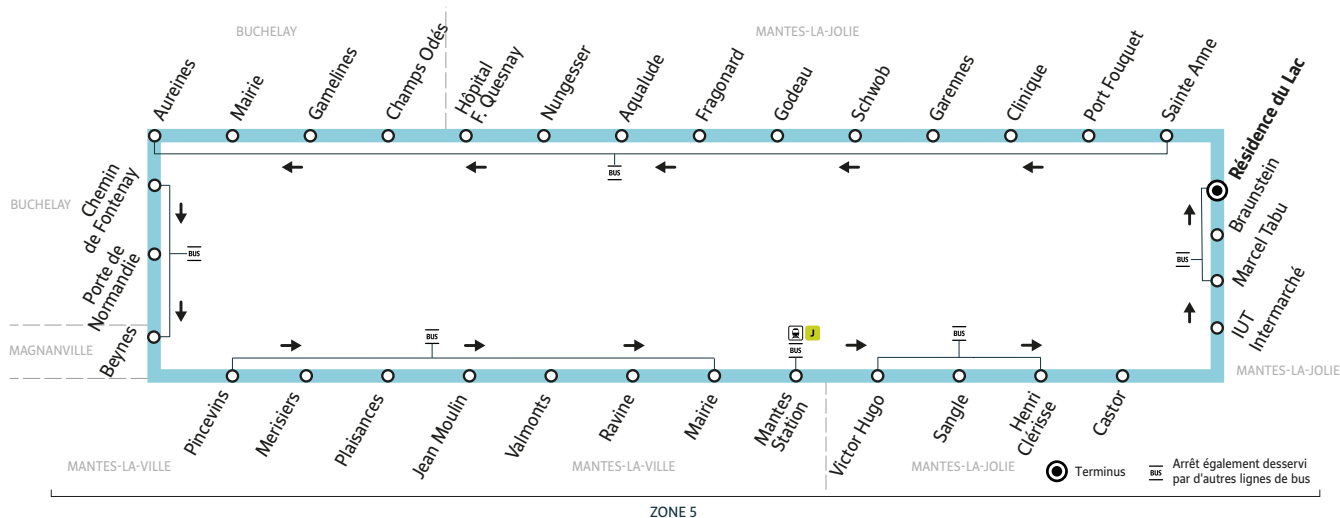 BUCHELAY
MANTES-LA-JOLIE
Aureines
Mairie
Gamelines
Champs Odés
Hôpital
F. Quesnay
Nungesser
Aqualude
Fragonard
Godeau
Schwob
Garennes
Clinique
Port Fouquet
Sainte Anne
Résidence du Lac
BUS
BUCHELAY
Chemin
de Fontenay
BUS
Porte de
Normandie
Braunstein
Marcel Tabu
BUS
IUT
Intermarché
MAGNANVILLE
Beynes
BUS
J
BUS
BUS
MANTES-LA-JOLIE
Pincevins
Merisiers
Plaisances
Jean Moulin
Valmonts
Ravine
Mairie
Mantes
Station
Victor Hugo
Sangle
Henri
Clérisse
Castor
MANTES-LA-VILLE
MANTES-LA-VILLE
MANTES-LA-JOLIE
Terminus
BUS
Arrêt également desservi
par d'autres lignes de bus
ZONE 5